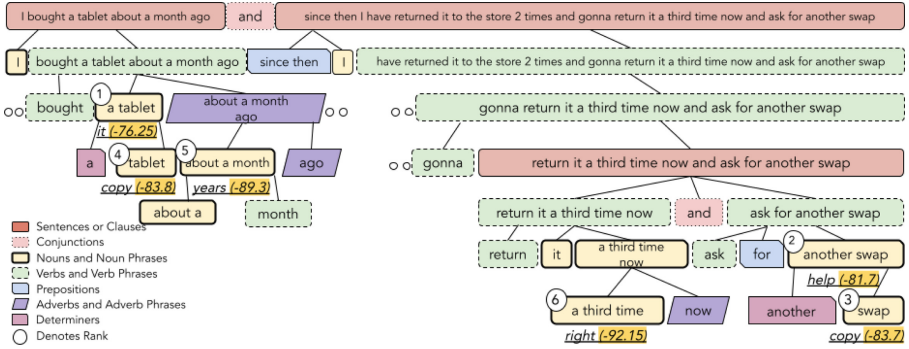 I bought a tablet about a month ago and since then I have returned it to the store 2 times and gonna return it a third time now and ask for another swap
I bought a tablet about a month ago since then I have returned it to the store 2 times and gonna return it a third time now and ask for another swap
bought 1 a tablet about a month ago gonna return it a third time now and ask for another swap
it (-76.25)
a 4 tablet 5 about a month ago gonna return it a third time now and ask for another swap
copy (-83.8) years (-89.3)
about a month return it a third time now and ask for another swap
return it a third time now ask for 2 another swap
help (-81.7)
6 a third time now another 3 swap
right (-92.15) copy (-83.7)
Sentences or Clauses
Conjunctions
Nouns and Noun Phrases
Verbs and Verb Phrases
Prepositions
Adverbs and Adverb Phrases
Determiners
Denotes Rank